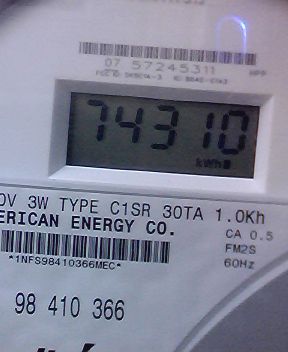 07 57245311
74310
kWh
0V 3W TYPE C1SR 30TA 1.0Kh
ERICAN ENERGY CO.
CA 0.5
FM2S
*1NFS98410366MEC*
60Hz
98 410 366